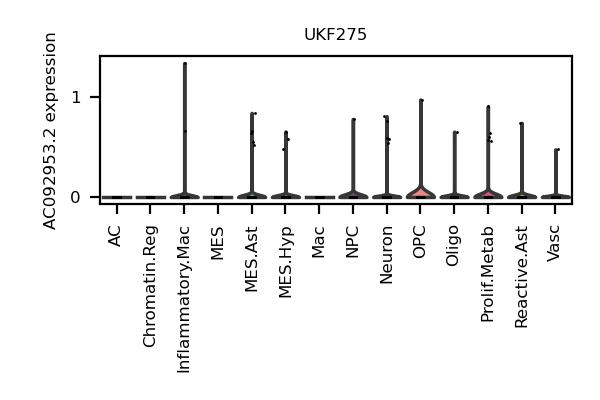 UKF275
AC092953.2 expression
1
0
AC
Chromatin.Reg
Inflammatory.Mac
MES
MES.Ast
MES.Hyp
Mac
NPC
Neuron
OPC
Oligo
Prolif.Metab
Reactive.Ast
Vasc